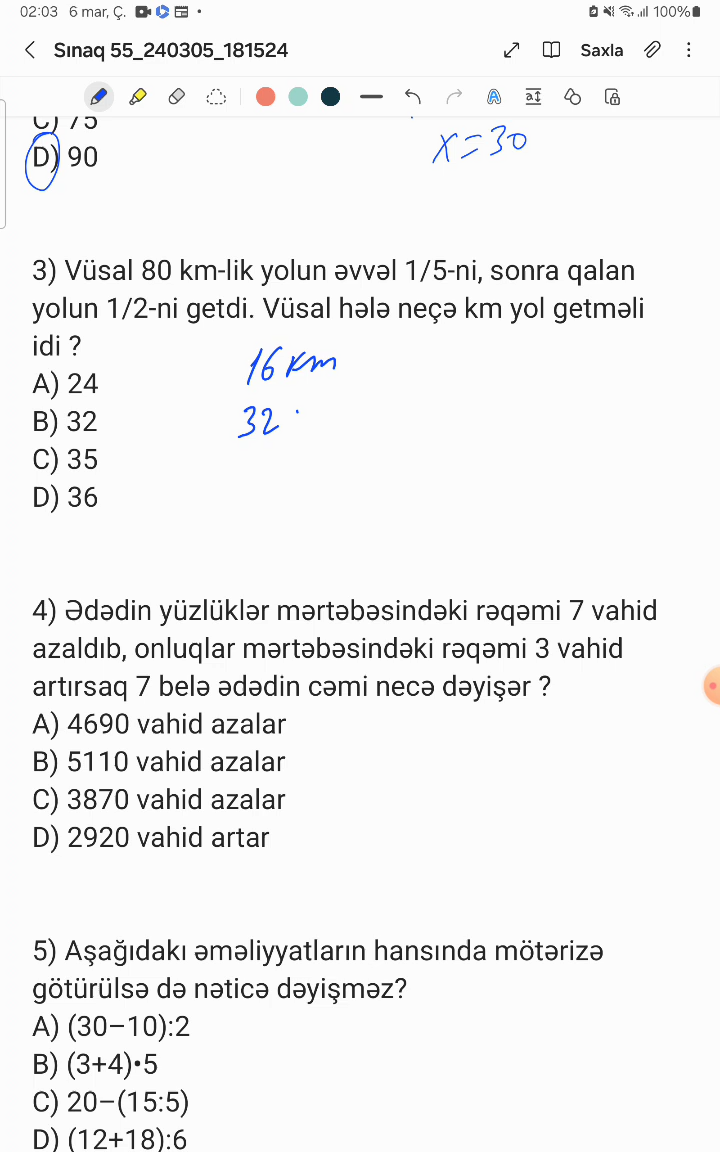 02:03 6 mar, Ç. 100%
Sınaq 55_240305_181524 Saxla
C) 75
D) 90
x=30
3) Vüsal 80 km-lik yolun əvvəl 1/5-ni, sonra qalan
yolun 1/2-ni getdi. Vüsal hələ neçə km yol getməli
idi ?
16 km
A) 24
B) 32
32
C) 35
D) 36
4) Ədədin yüzlüklər mərtəbəsindəki rəqəmi 7 vahid
azaldıb, onluqlar mərtəbəsindəki rəqəmi 3 vahid
artırsaq 7 belə ədədin cəmi necə dəyişər ?
A) 4690 vahid azalar
B) 5110 vahid azalar
C) 3870 vahid azalar
D) 2920 vahid artar
5) Aşağıdakı əməliyyatların hansında mötərizə
götürülsə də nəticə dəyişməz?
A) (30–10):2
B) (3+4)•5
C) 20–(15:5)
D) (12+18):6